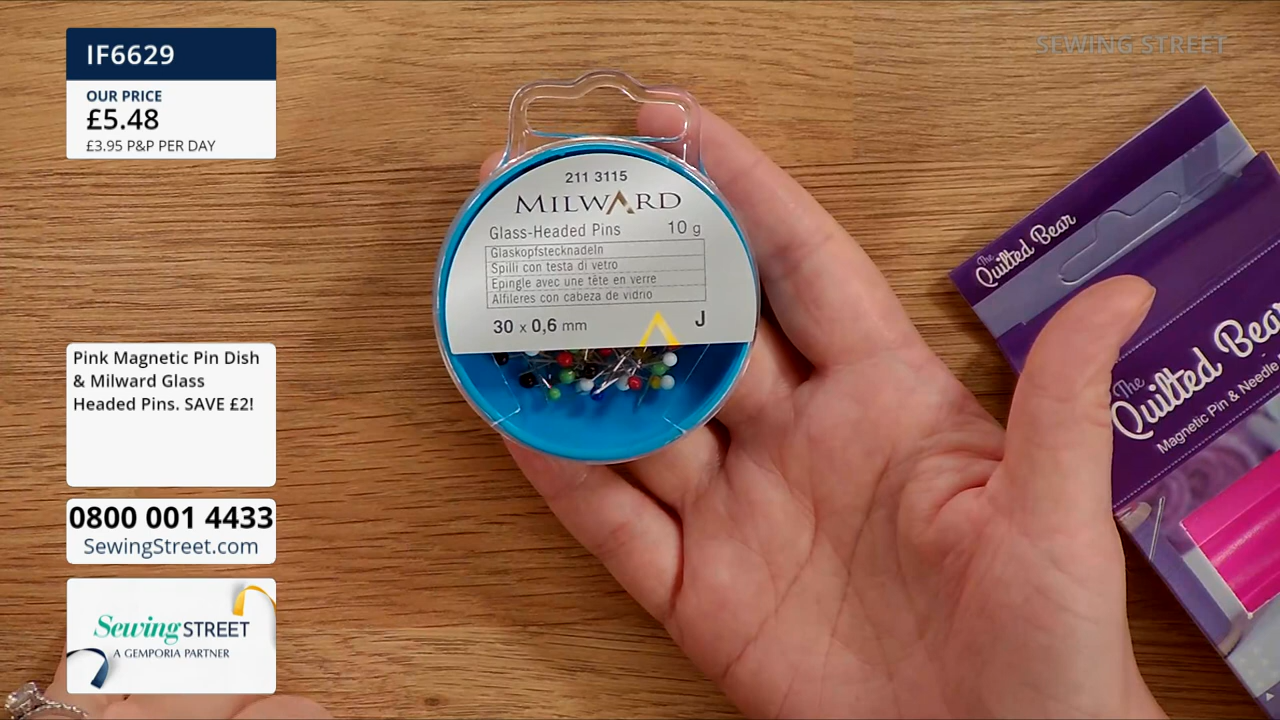 IF6629
OUR PRICE
£5.48
£3.95 P&P PER DAY
Pink Magnetic Pin Dish
& Milward Glass
Headed Pins. SAVE £2!
0800 001 4433
SewingStreet.com
Sewing STREET
A GEMPORIA PARTNER
SEWING STREET
211 3115
MILWARD
Glass-Headed Pins 10 g
Glaskopfstecknadeln
Spilli con testa di vetro
Epingle avec une tête en verre
Alfileres con cabeza de vidrio
30 x 0,6 mm J
The
Quilted Bear
The
Quilted Bear
Magnetic Pin & Needle